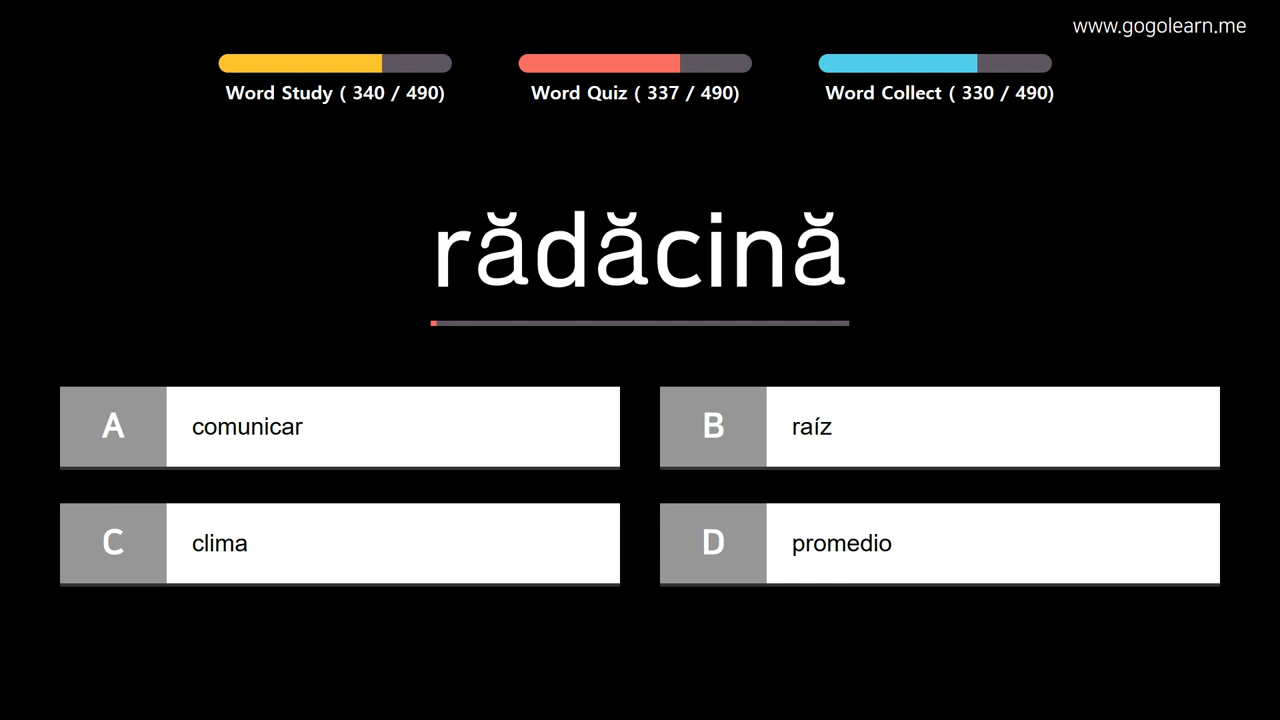 www.gogolearn.me
Word Study ( 340 / 490)
Word Quiz ( 337 / 490)
Word Collect ( 330 / 490)
rădăcină
A comunicar
B raíz
C clima
D promedio